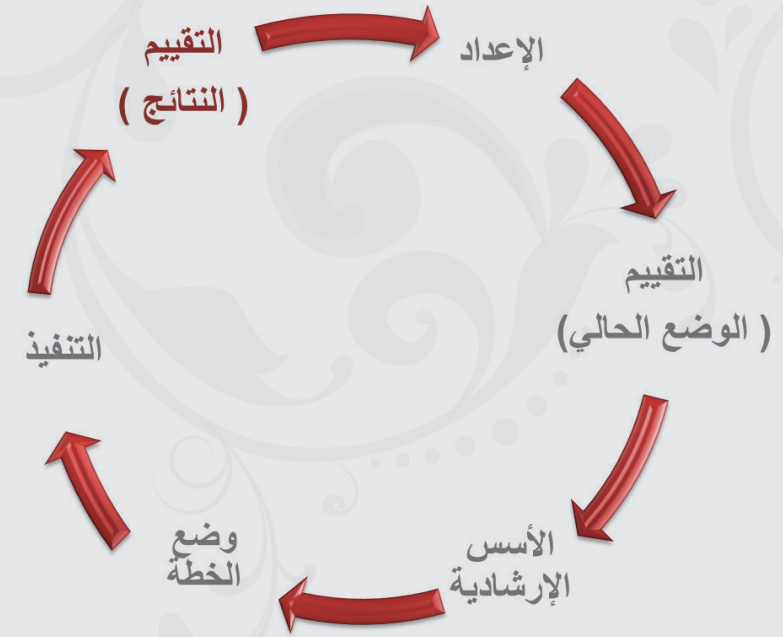 التقييم
( النتائج )
الإعداد
التقييم
( الوضع الحالي)
الأسس
الإرشادية
وضع
الخطة
التنفيذ